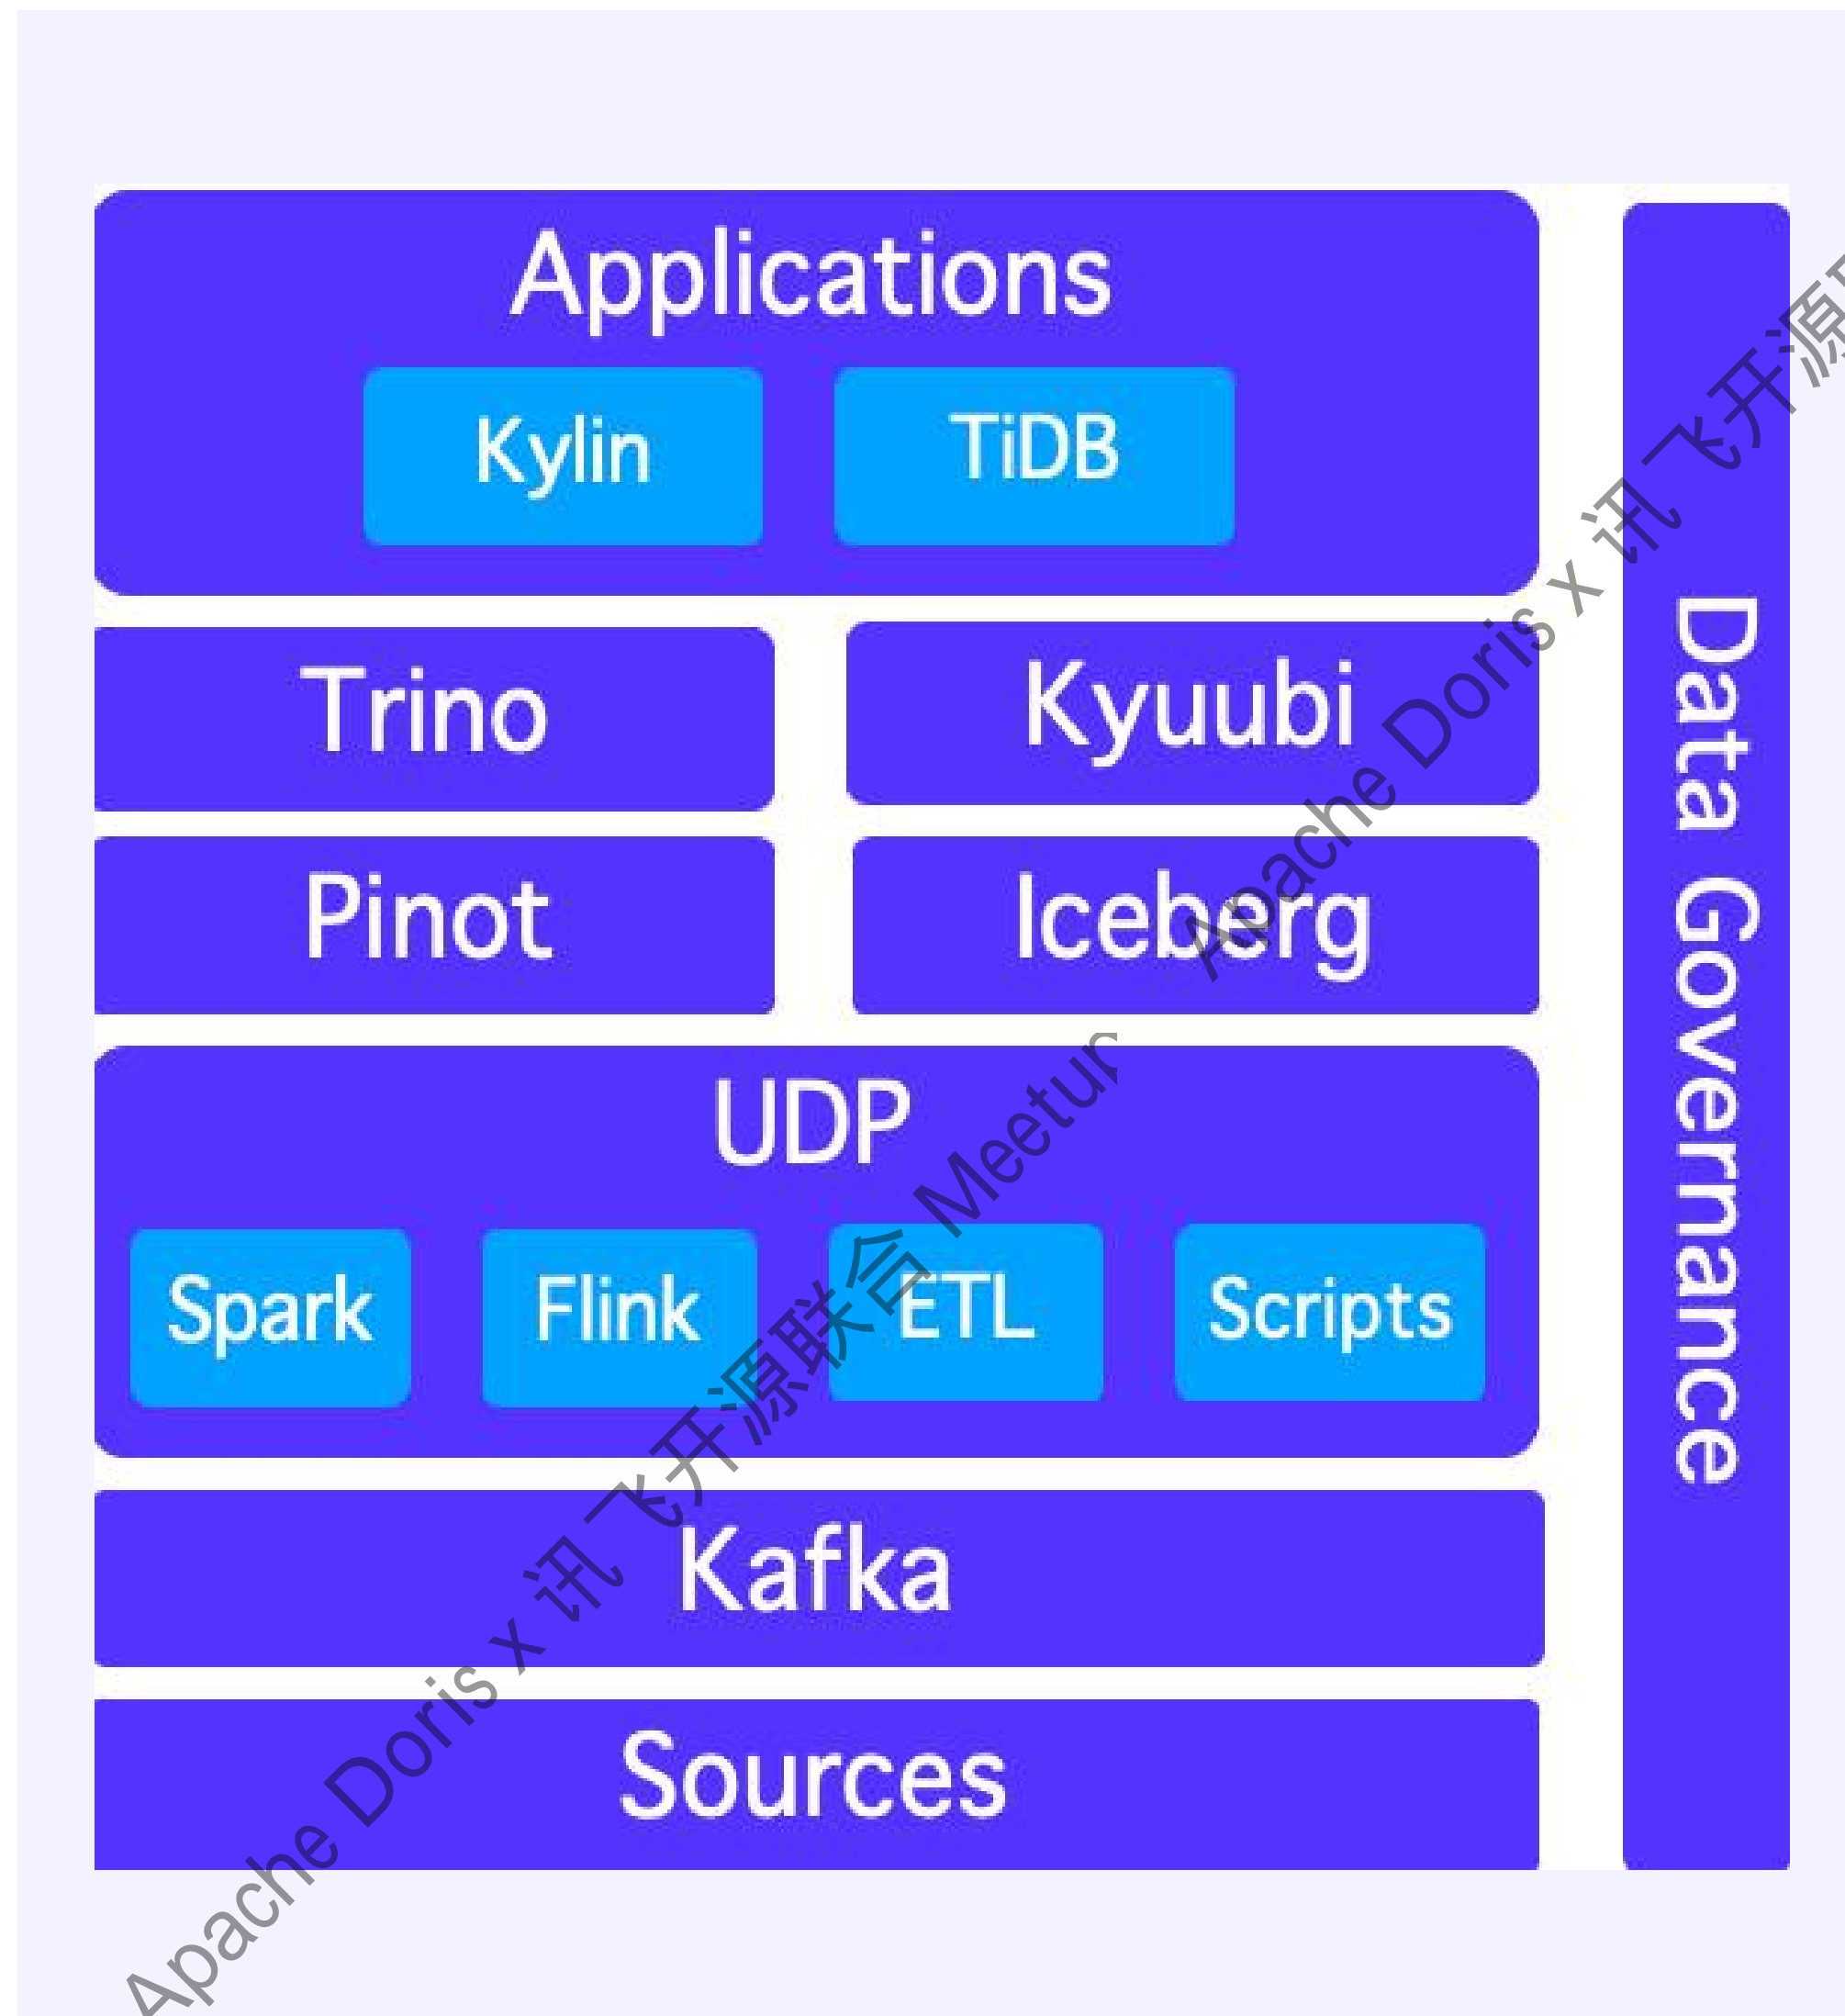 Applications
Kylin TiDB
Trino Kyuubi
Pinot Iceberg
UDP
Spark Flink ETL Scripts
Kafka
Sources
Data Governance
Apache Doris x 讯飞开源联合
Apache Doris x 讯飞开源